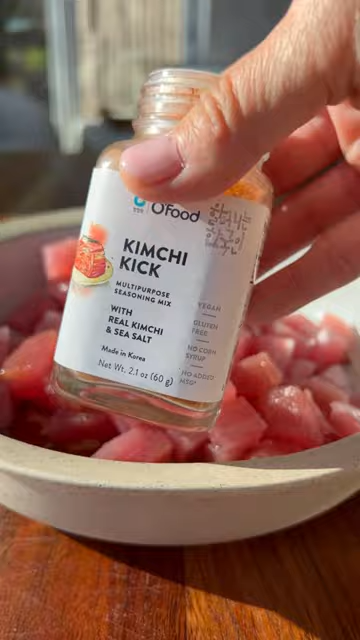 O'Food
KIMCHI
KICK
MULTIPURPOSE
SEASONING MIX
WITH
REAL KIMCHI
& SEA SALT
Made in Korea
Net Wt. 2.1 oz (60 g)
VEGAN
GLUTEN
FREE
NO CORN
SYRUP
NO ADDED
MSG*